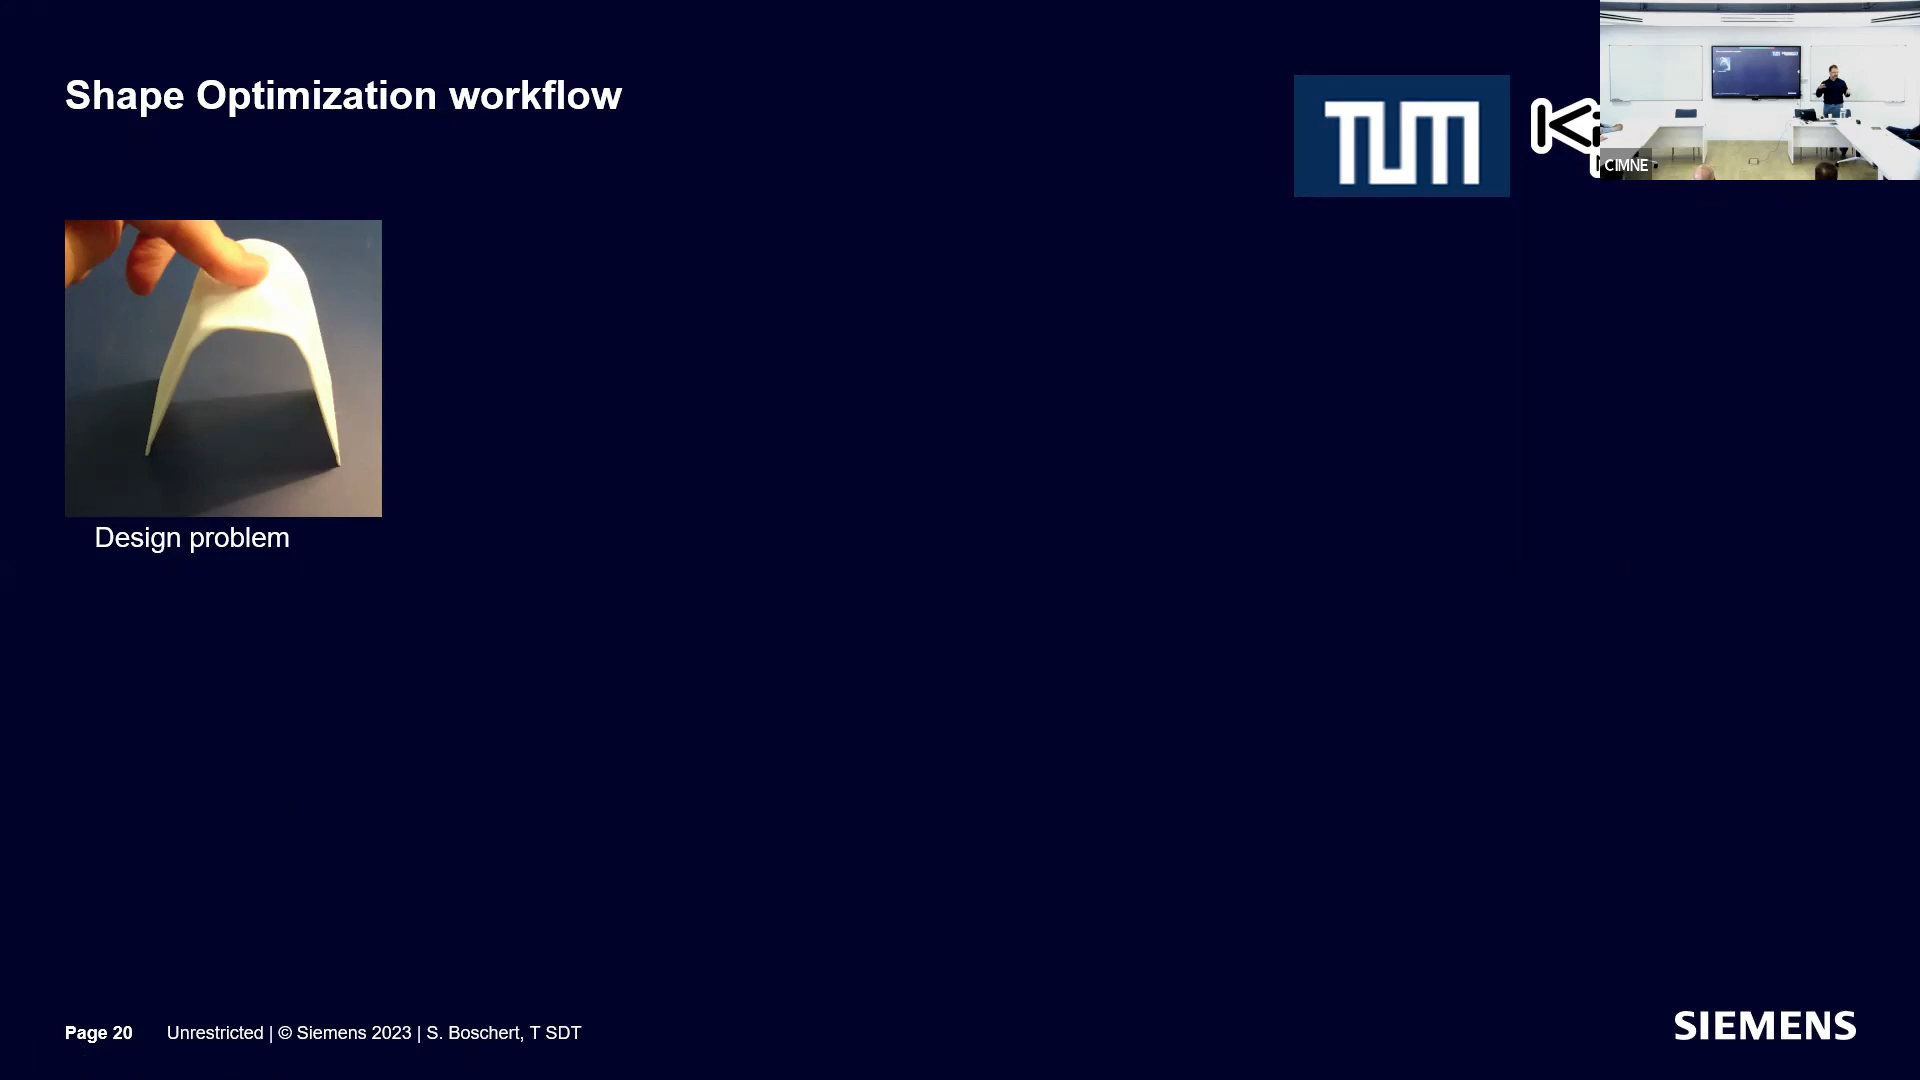 Shape Optimization workflow
TUM
K
CIMNE
Design problem
Page 20 Unrestricted | © Siemens 2023 | S. Boschert, T SDT
SIEMENS